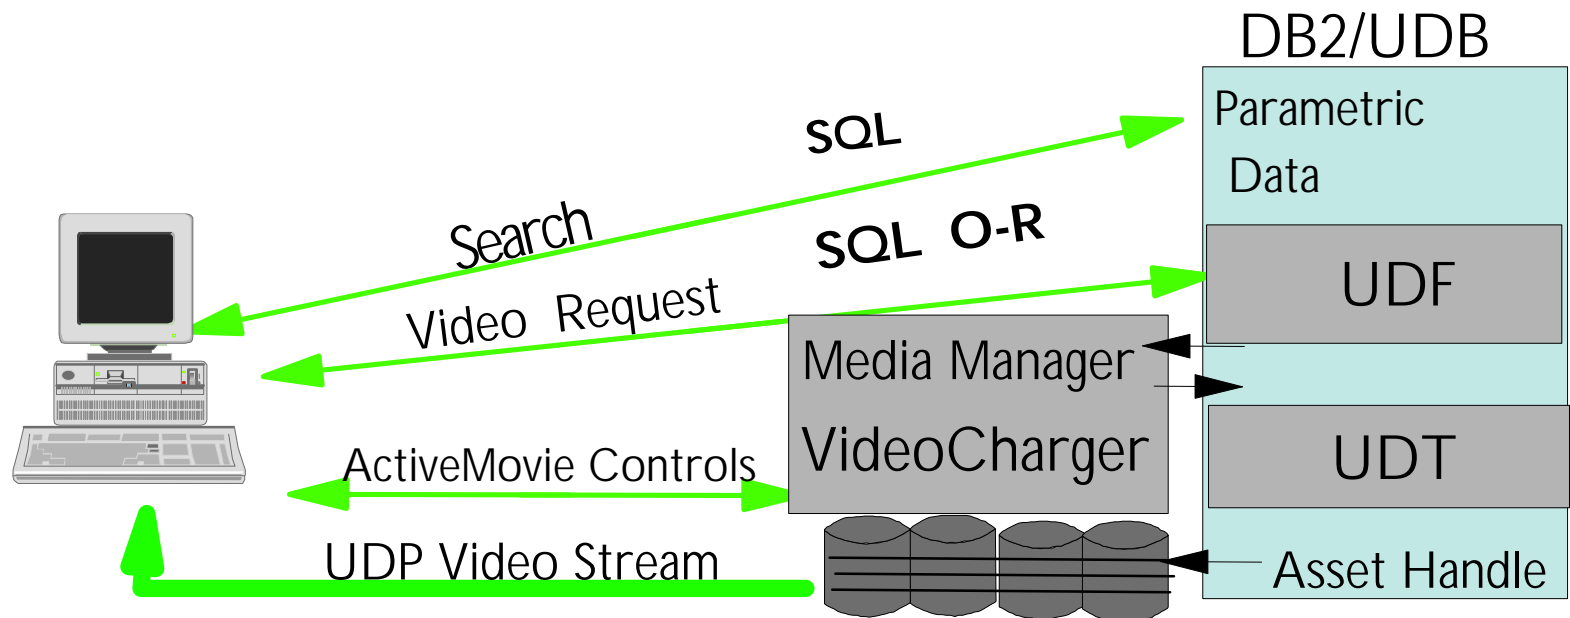 DB2/UDB
Parametric
Data
SQL
Search
SQL O-R
Video Request
UDF
Media Manager
VideoCharger
UDT
ActiveMovie Controls
UDP Video Stream
Asset Handle